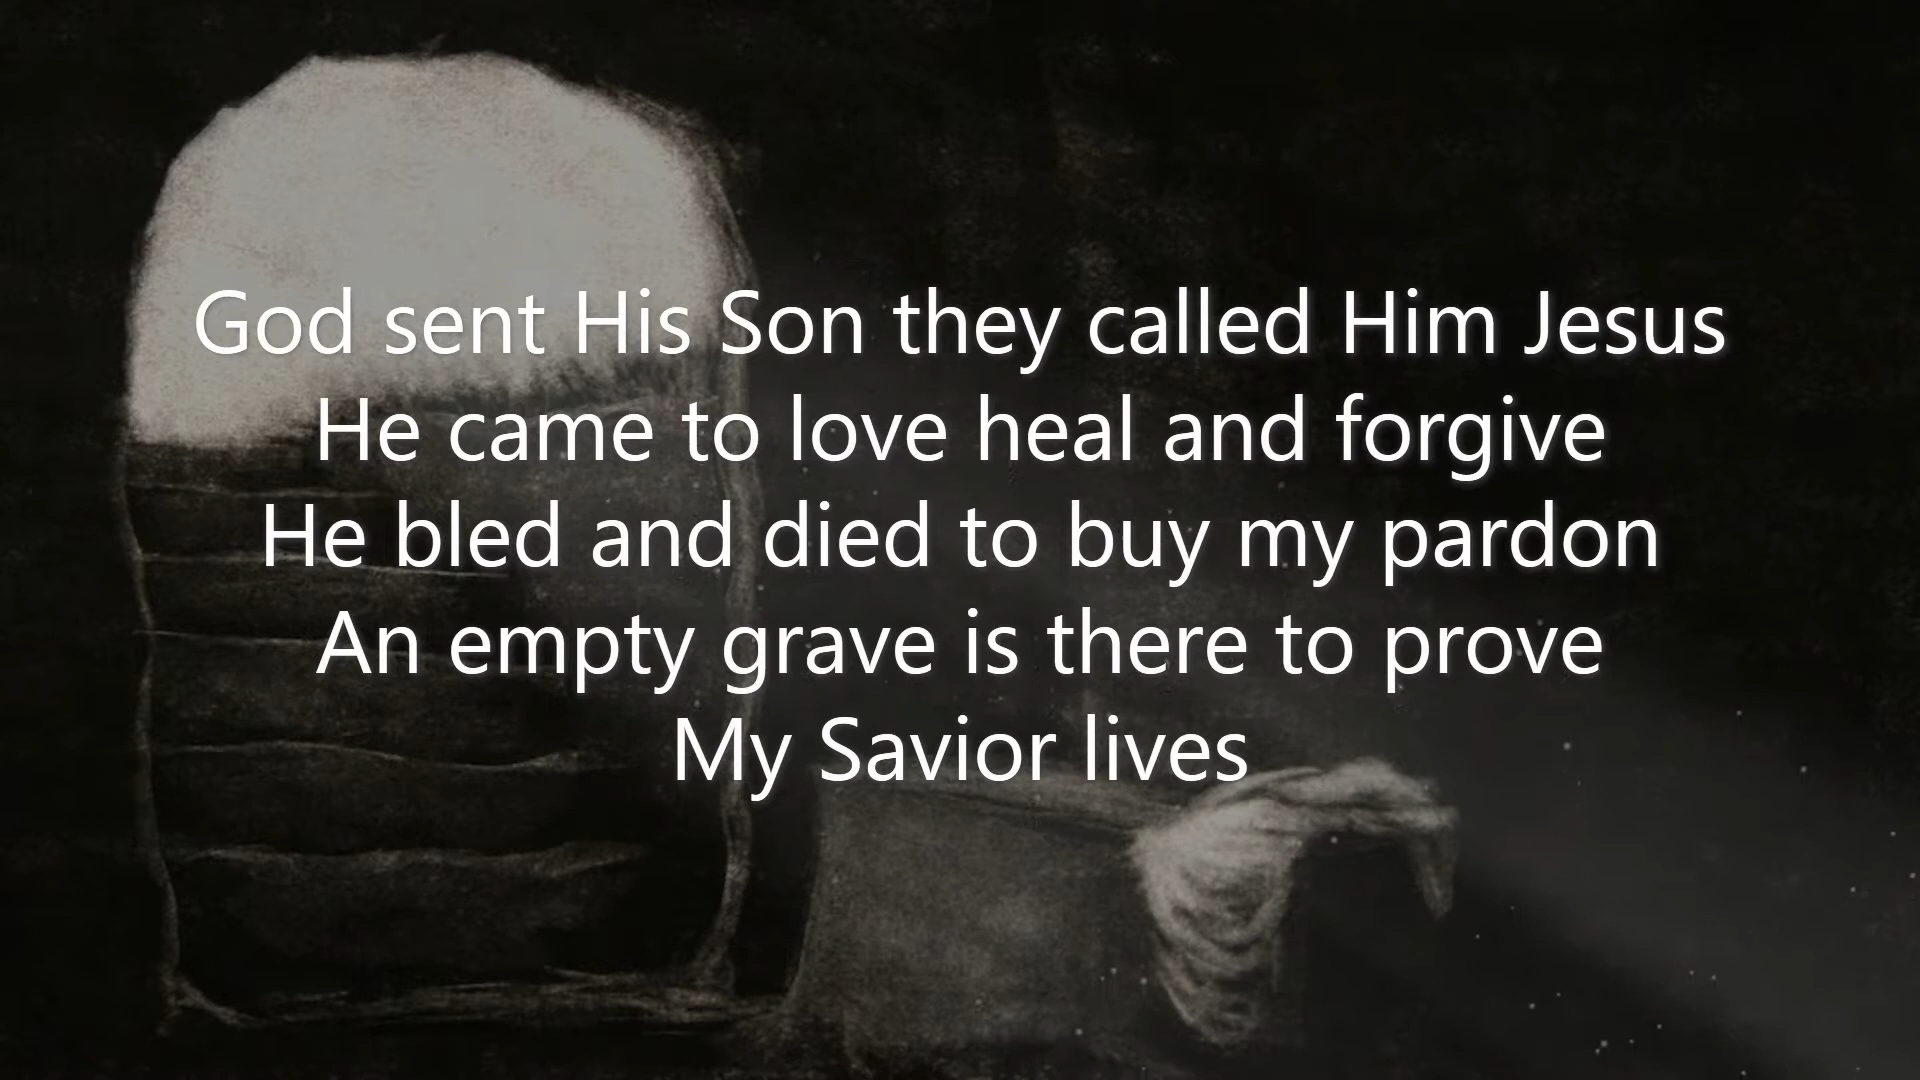 God sent His Son they called Him Jesus
He came to love heal and forgive
He bled and died to buy my pardon
An empty grave is there to prove
My Savior lives